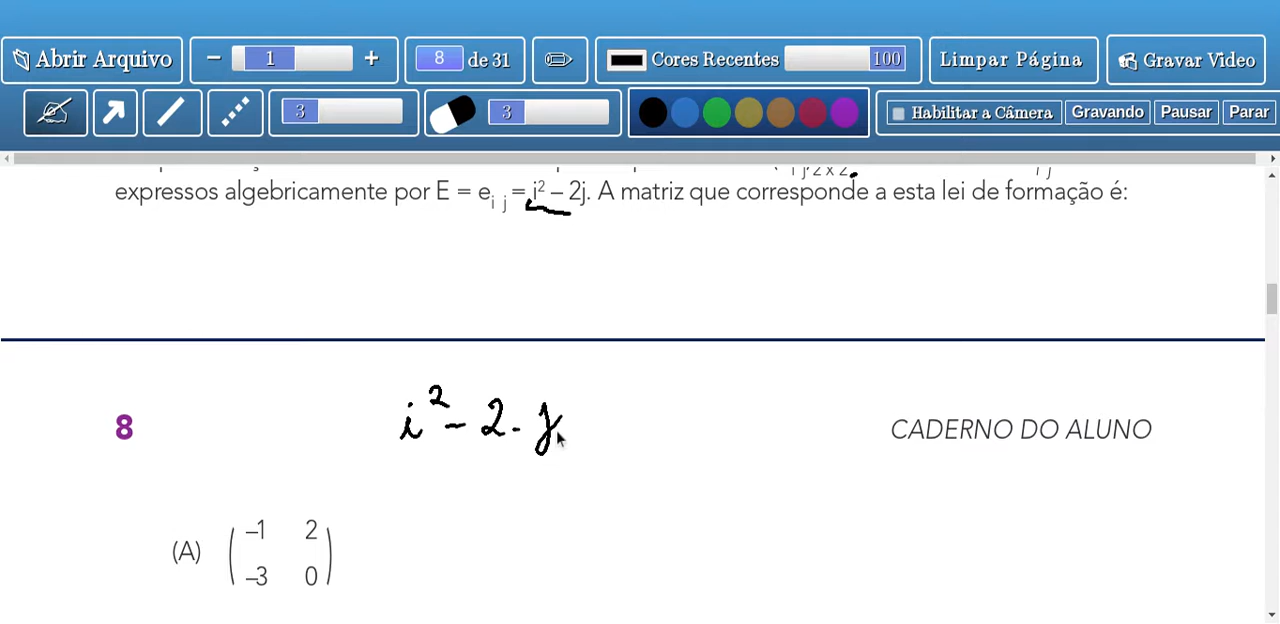 Abrir Arquivo − 1 + 8 de 31 Cores Recentes 100 Limpar Página Gravar Video
3 3 Habilitar a Câmera Gravando Pausar Parar
i j 2 x 2 i j
expressos algebricamente por E = e i j = i² – 2j. A matriz que corresponde a esta lei de formação é:
i² - 2 . j
8 CADERNO DO ALUNO
(A) –1 2
–3 0